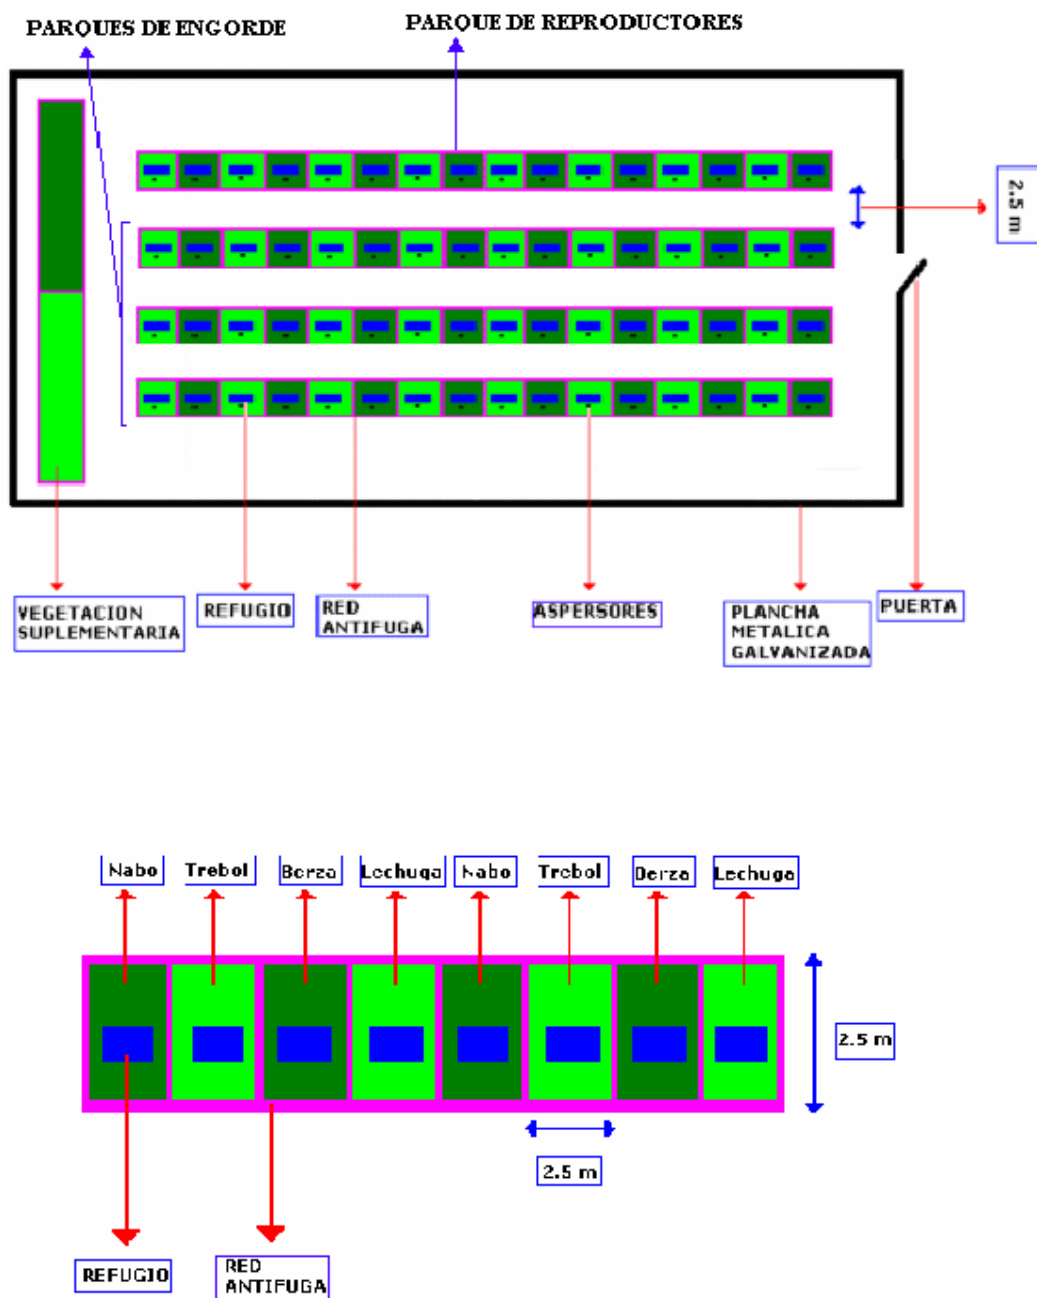 PARQUES DE ENGORDE
PARQUE DE REPRODUCTORES
2.5 m
VEGETACION
SUPLEMENTARIA
REFUGIO
RED
ANTIFUGA
ASPERSORES
PLANCHA
METALICA
GALVANIZADA
PUERTA
Nabo
Trebol
Berza
Lechuga
Nabo
Trebol
Berza
Lechuga
2.5 m
2.5 m
REFUGIO
RED
ANTIFUGA